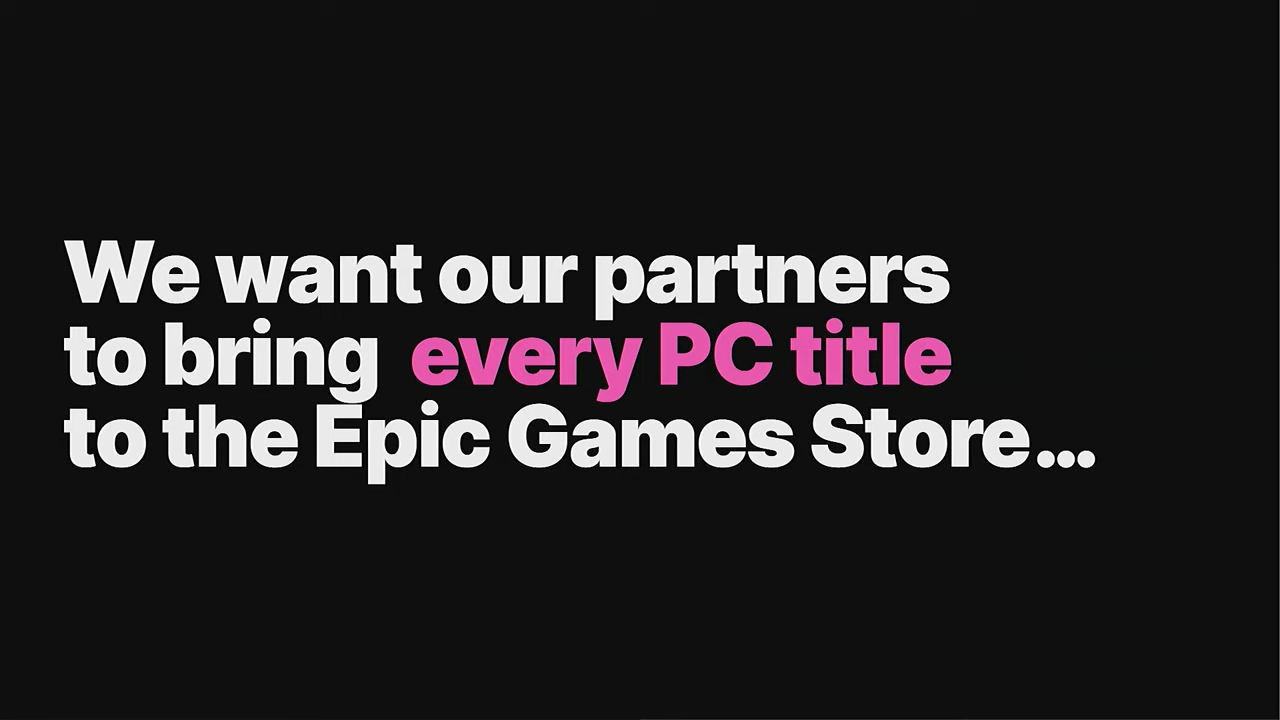 We want our partners
to bring every PC title
to the Epic Games Store...